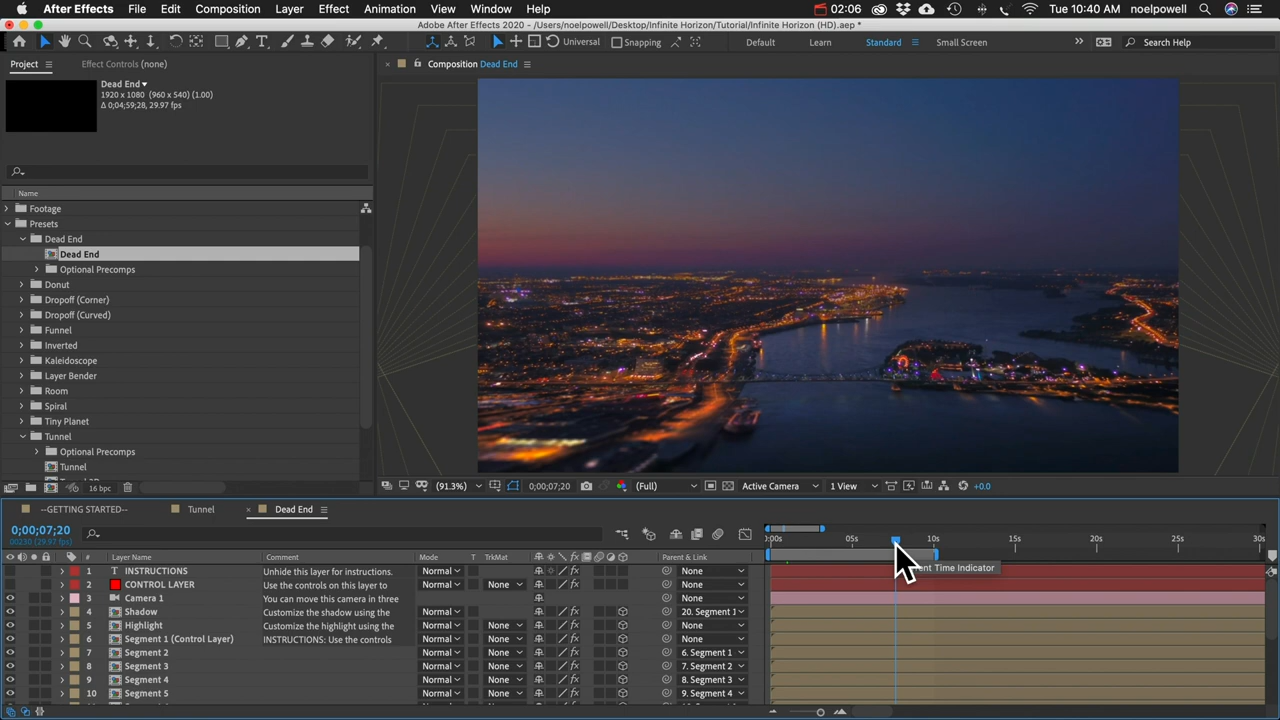 After Effects File Edit Composition Layer Effect Animation View Window Help 02:06 Tue 10:40 AM noelpowell
Adobe After Effects 2020 - /Users/noelpowell/Desktop/Infinite Horizon/Tutorial/Infinite Horizon (HD).aep *
Universal Snapping Default Learn Standard Small Screen Search Help
Project Effect Controls (none) Composition Dead End
Dead End
1920 x 1080 (960 x 540) (1.00)
Δ 0;04;59;28, 29.97 fps
Name
Footage
Presets
Dead End
Dead End
Optional Precomps
Donut
Dropoff (Corner)
Dropoff (Curved)
Funnel
Inverted
Kaleidoscope
Layer Bender
Room
Spiral
Tiny Planet
Tunnel
Optional Precomps
Tunnel
16 bpc (91.3%) 0;00;07;20 (Full) Active Camera 1 View +0.0
--GETTING STARTED-- Tunnel Dead End
0;00;07;20
00230 (29.97 fps)
:00s 05s 10s 15s 20s 25s 30s
# Layer Name Comment Mode T TrkMat Parent & Link
1 T INSTRUCTIONS Unhide this layer for instructions. Normal None
2 CONTROL LAYER Use the controls on this layer to Normal None None
3 Camera 1 You can move this camera in three None
4 Shadow Customize the shadow using the Normal 20. Segment 1
5 Highlight Customize the highlight using the Normal None None
6 Segment 1 (Control Layer) INSTRUCTIONS: Use the controls Normal None None
7 Segment 2 Normal None 6. Segment 1
8 Segment 3 Normal None 7. Segment 2
9 Segment 4 Normal None 8. Segment 3
10 Segment 5 Normal None 9. Segment 4
Time Indicator